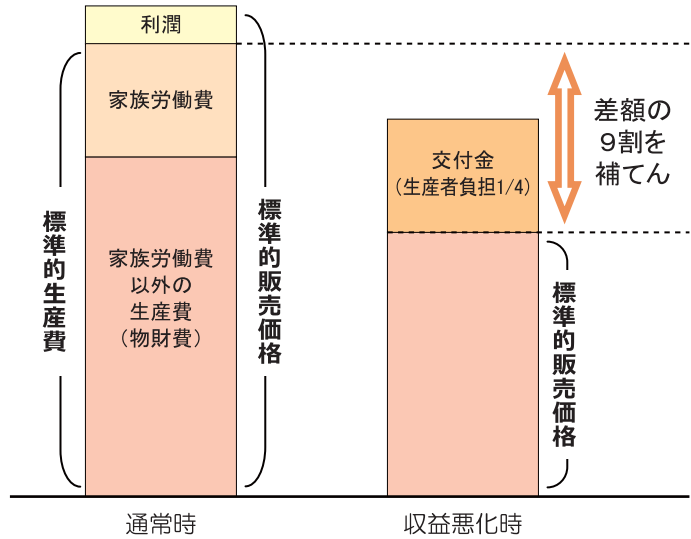 利潤
家族労働費
家族労働費
以外の
生産費
(物財費)
標準的生産費
標準的販売価格
交付金
(生産者負担1/4)
差額の
9割を
補てん
標準的販売価格
通常時
収益悪化時